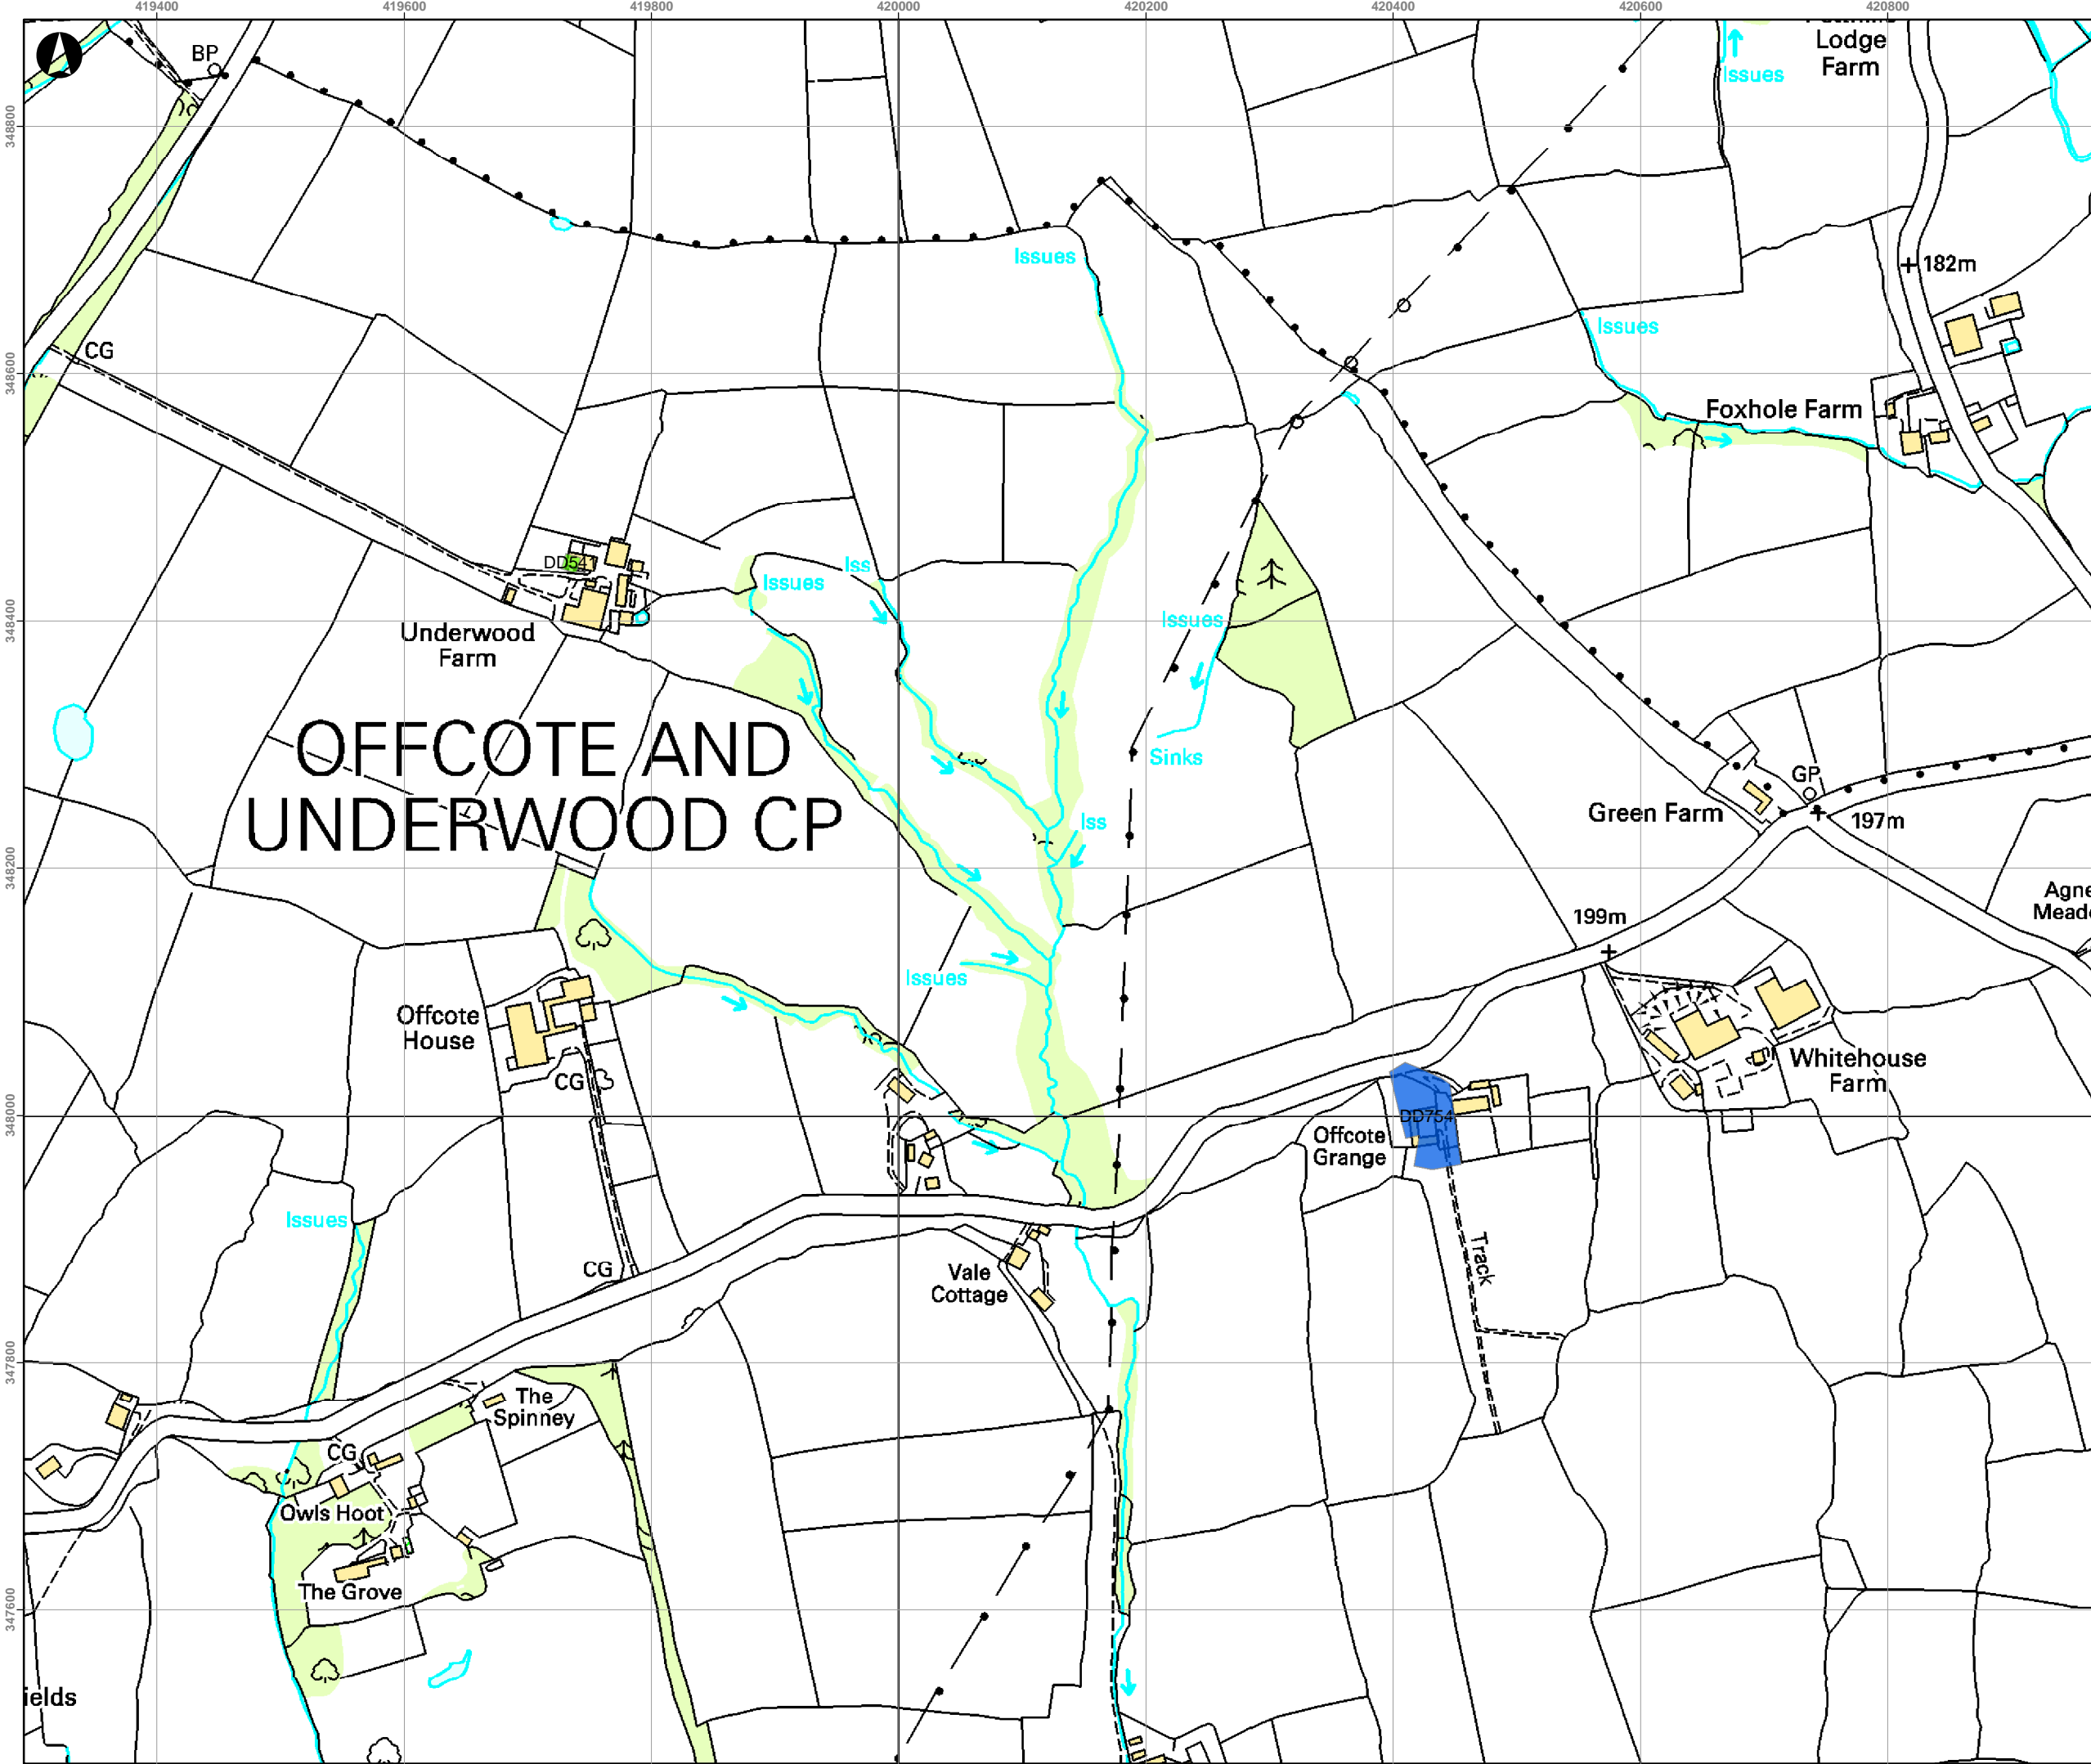 419400
419600
419800
420000
420200
420400
420600
420800
348800
348600
348400
348200
348000
347800
347600
BP
Lodge
Farm
Issues
Issues
182m
Issues
CG
Foxhole Farm
DD541
Iss
Issues
Issues
Underwood
Farm
OFFCOTE AND
UNDERWOOD CP
Sinks
GP
Green Farm
197m
Iss
Agne
Mead
199m
Issues
Offcote
House
CG
Whitehouse
Farm
DD754
Offcote
Grange
Issues
Track
CG
Vale
Cottage
The
Spinney
CG
Owls Hoot
The Grove
ields